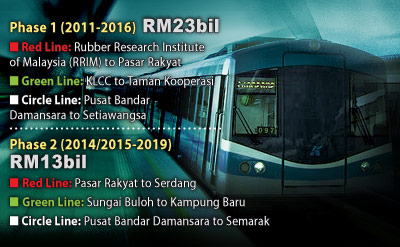 Phase 1 (2011-2016) RM23bil
Red Line: Rubber Research Institute
of Malaysia (RRIM) to Pasar Rakyat
Green Line: KLCC to Taman Kooperasi
Circle Line: Pusat Bandar
Damansara to Setiawangsa
Phase 2 (2014/2015-2019)
RM13bil
Red Line: Pasar Rakyat to Serdang
Green Line: Sungai Buloh to Kampung Baru
Circle Line: Pusat Bandar Damansara to Semarak
097